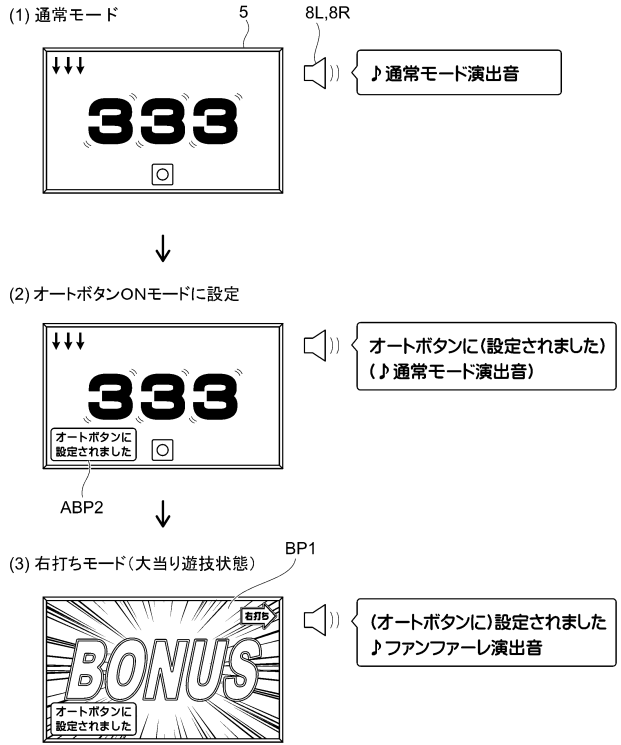 (1) 通常モード
5
8L,8R
♪通常モード演出音
↓↓↓
333
↓
(2) オートボタンONモードに設定
オートボタンに(設定されました)
(♪通常モード演出音)
↓↓↓
333
オートボタンに
設定されました
ABP2
↓
(3) 右打ちモード(大当り遊技状態)
BP1
(オートボタンに)設定されました
♪ファンファーレ演出音
右打ち
BONUS
オートボタンに
設定されました